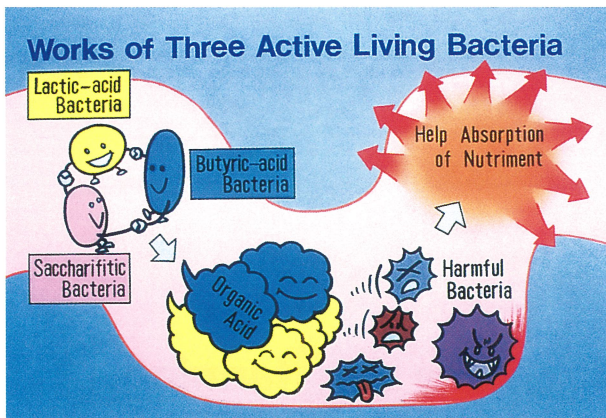 Works of Three Active Living Bacteria
Lactic-acid
Bacteria
Butyric-acid
Bacteria
Saccharifitic
Bacteria
Organic
Acid
Help Absorption
of Nutriment
Harmful
Bacteria